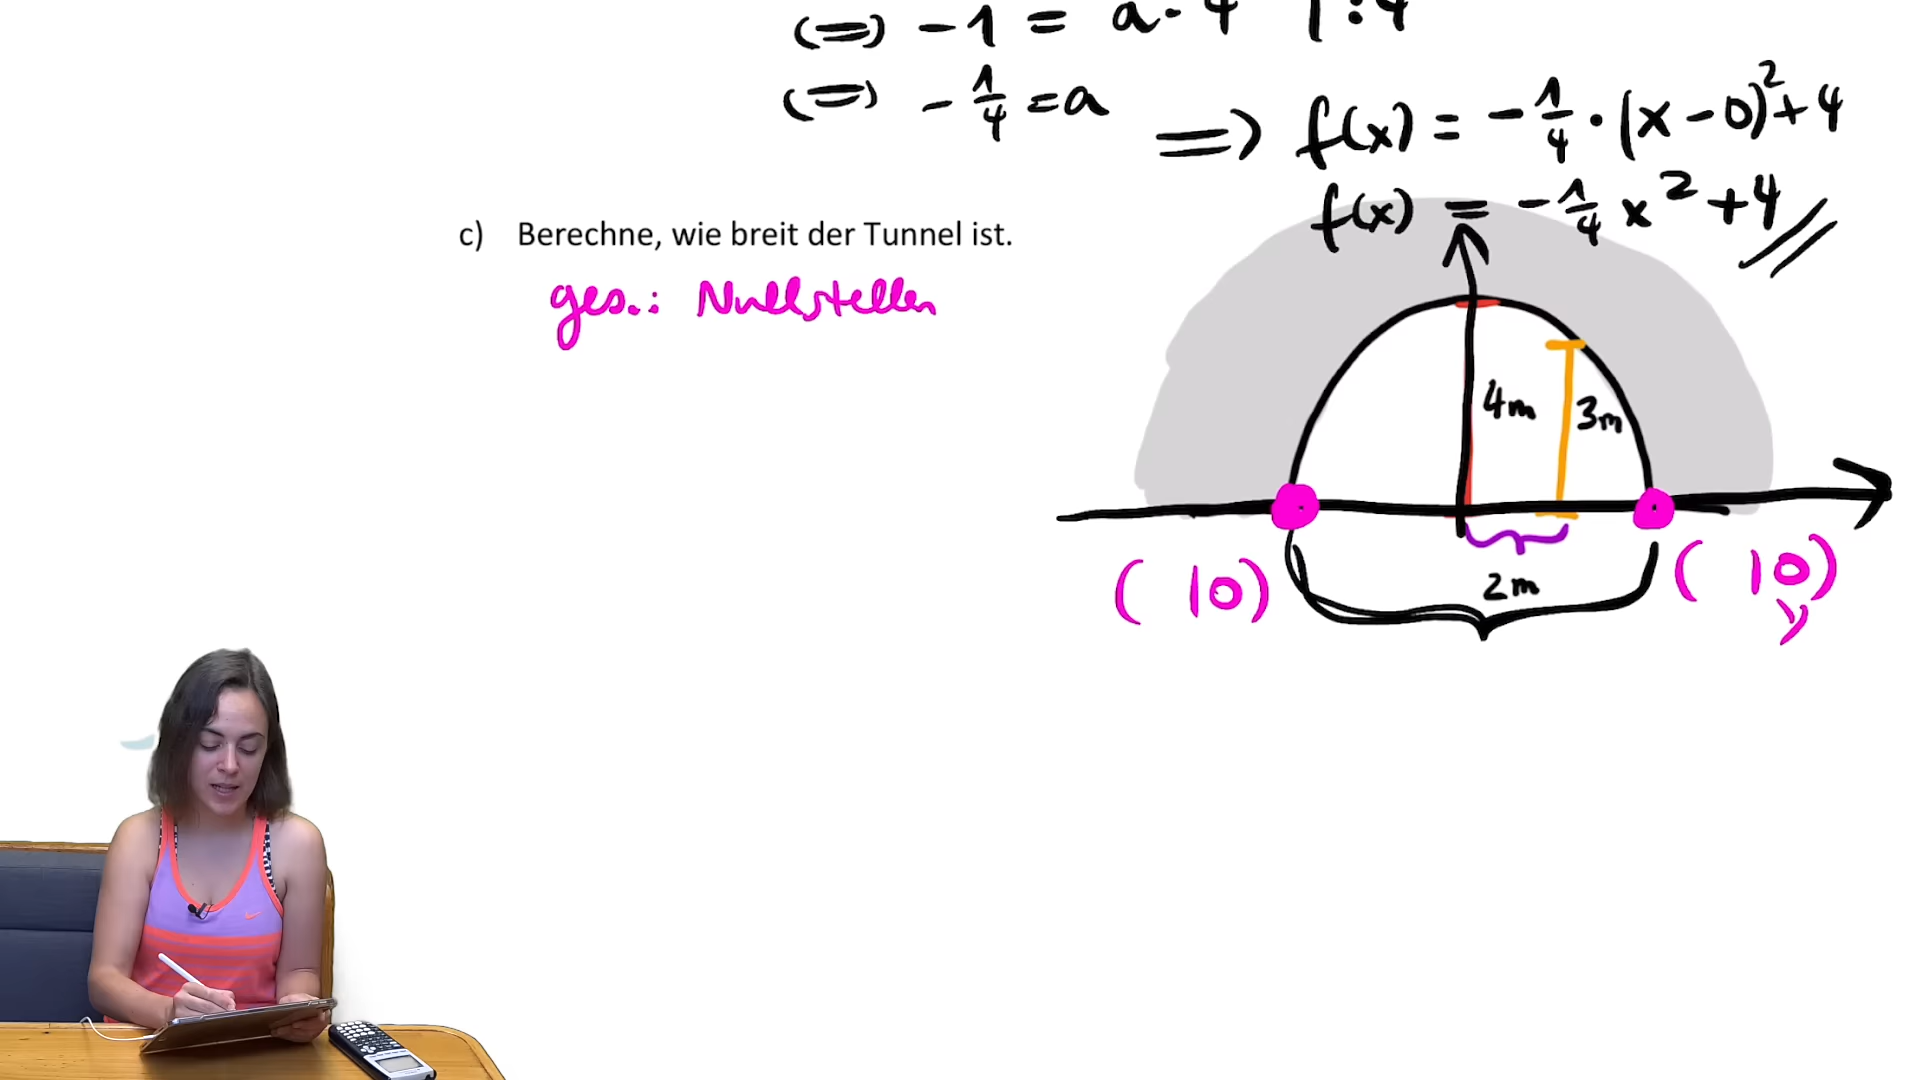 (=) -1 = a · 4 | : 4
(=) -1/4 = a
=> f(x) = -1/4 · (x - 0)² + 4
f(x) = -1/4 x² + 4
c) Berechne, wie breit der Tunnel ist.
ges.: Nullstellen
4m
3m
2m
( |0)
( |0)
y